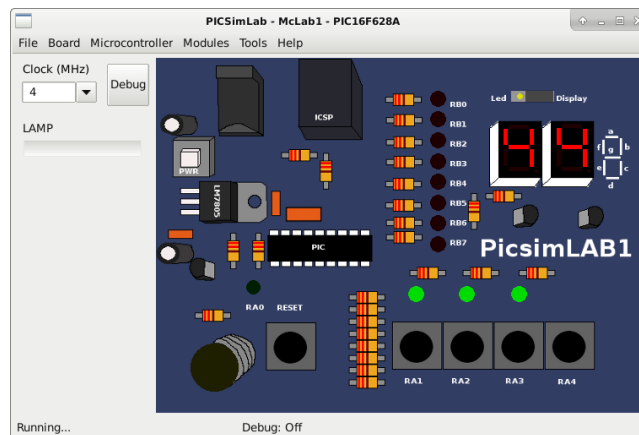 PICSimLab - McLab1 - PIC16F628A
File Board Microcontroller Modules Tools Help
Clock (MHz)
4
Debug
LAMP
PWR
LM7805
ICSP
PIC
RB0
RB1
RB2
RB3
RB4
RB5
RB6
RB7
Led Display
4 4
a
f b
g
e c
d
PicsimLAB1
RA0 RESET
RA1 RA2 RA3 RA4
Running... Debug: Off